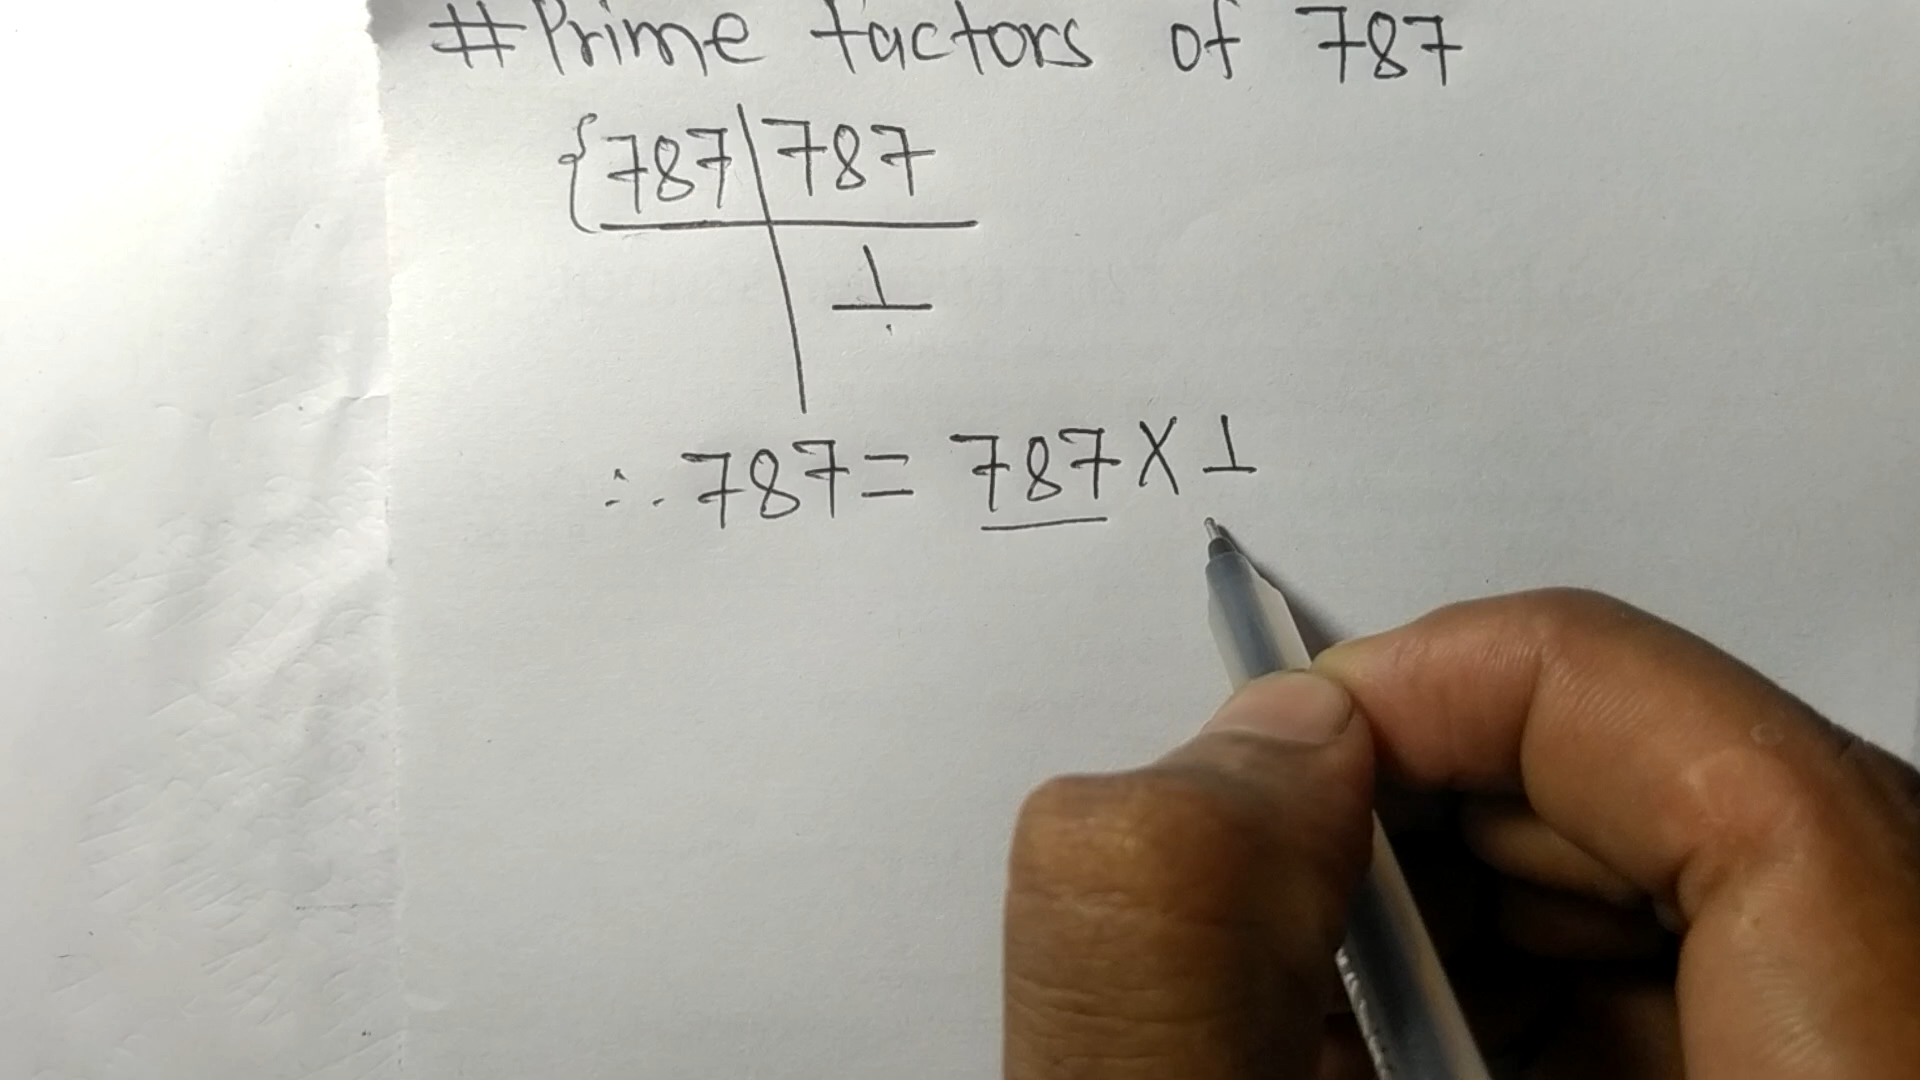 #Prime factors of 787
{787|787
1
∴ 787 = 787 X 1